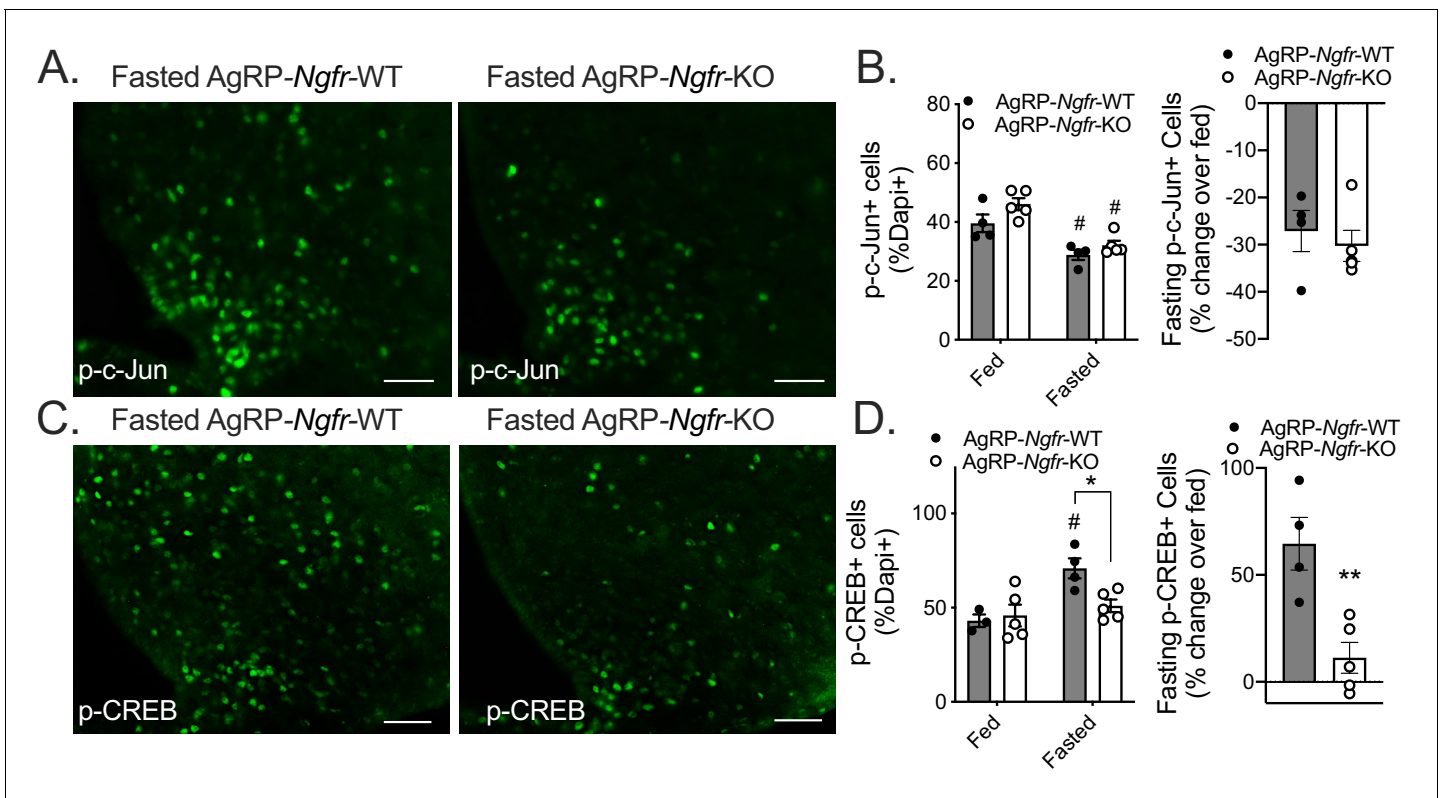 A.
Fasted AgRP-Ngfr-WT
Fasted AgRP-Ngfr-KO
p-c-Jun
p-c-Jun
B.
AgRP-Ngfr-WT
AgRP-Ngfr-KO
p-c-Jun+ cells
(%Dapi+)
80
60
40
20
0
#
#
Fed
Fasted
AgRP-Ngfr-WT
AgRP-Ngfr-KO
Fasting p-c-Jun+ Cells
(% change over fed)
0
-10
-20
-30
-40
-50
C.
Fasted AgRP-Ngfr-WT
Fasted AgRP-Ngfr-KO
p-CREB
p-CREB
D.
AgRP-Ngfr-WT
AgRP-Ngfr-KO
p-CREB+ cells
(%Dapi+)
100
50
0
#
*
Fed
Fasted
AgRP-Ngfr-WT
AgRP-Ngfr-KO
Fasting p-CREB+ Cells
(% change over fed)
100
50
0
**